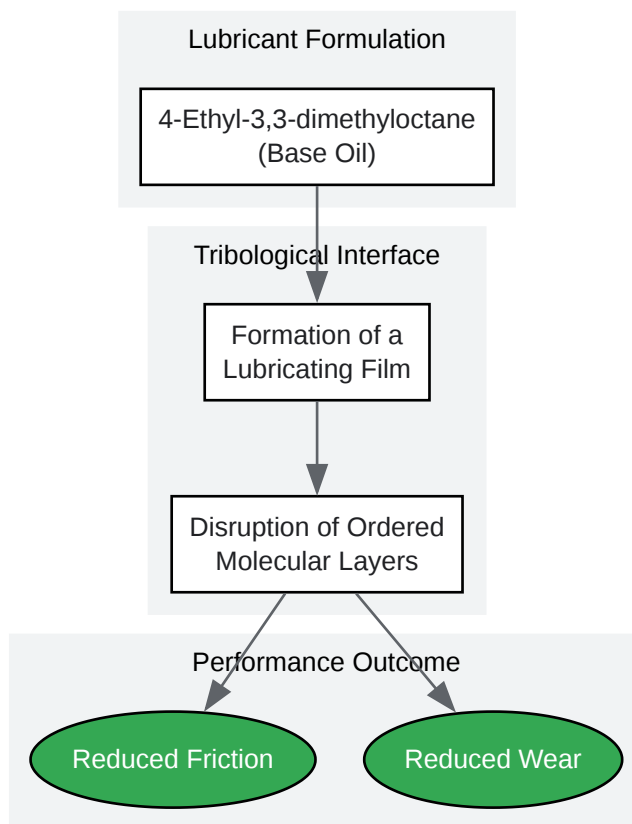 Lubricant Formulation
4-Ethyl-3,3-dimethyloctane
(Base Oil)
Tribological Interface
Formation of a
Lubricating Film
Disruption of Ordered
Molecular Layers
Performance Outcome
Reduced Friction
Reduced Wear